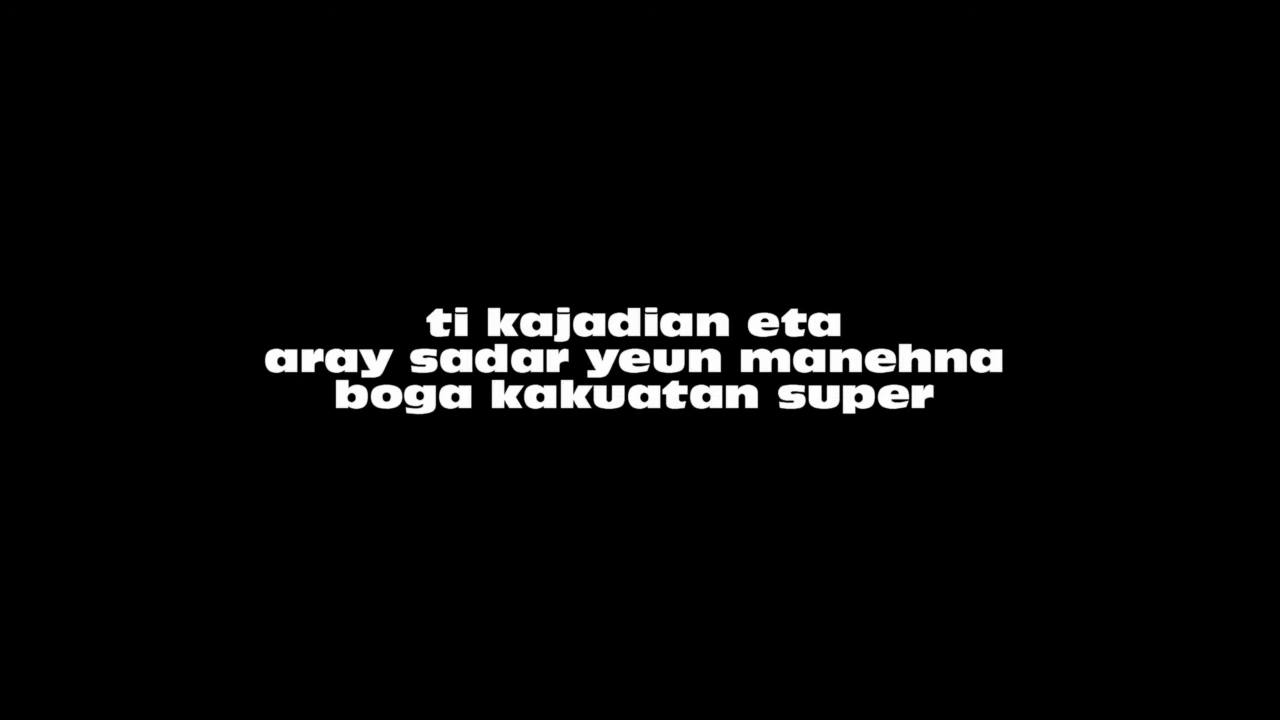 ti kajadian eta
aray sadar yeun manehna
boga kakuatan super